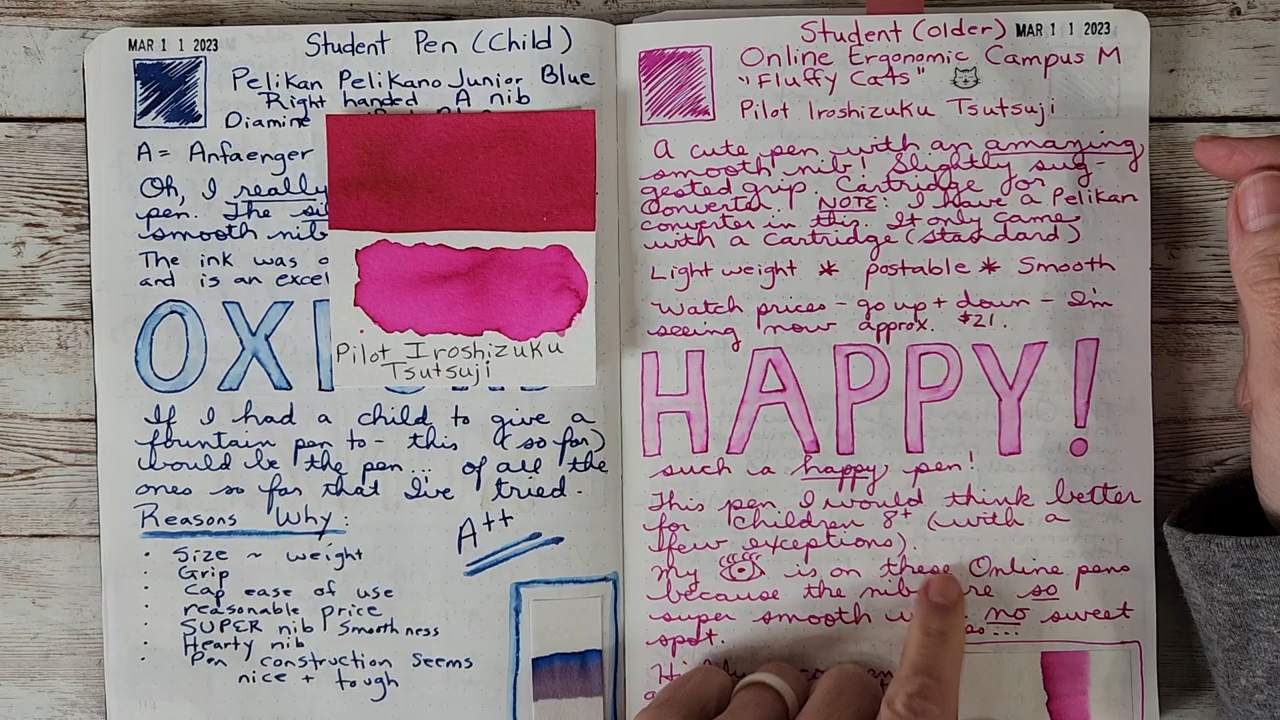 MAR 1 1 2023
Student Pen (Child)
Pelikan Pelikano Junior Blue
Right handed A nib
Diamine
A = Anfaenger
Oh, I really
pen. The
smooth nib
The ink was
and is an
OX
If I had a child to give a
fountain pen to - this (so far)
would be the pen... of all the
ones so far that I've tried.
Reasons Why:
A++
· Size ~ weight
· Grip
· Cap ease of use
· reasonable price
· SUPER nib smoothness
· Hearty nib
· Pen construction seems
nice + tough
Pilot Iroshizuku
Tsutsuji
Student (older)
MAR 1 1 2023
Online Ergonomic Campus M
"Fluffy Cats"
Pilot Iroshizuku Tsutsuji
A cute pen with an amazing,
smooth nib! Slightly sug-
gested grip. Cartridge or
converter! NOTE: I have a Pelikan
converter in this. It only came
with a cartridge (standard)
Light weight * postable * Smooth
Watch prices - go up + down - I'm
seeing now approx. $21.
HAPPY!
such a happy pen!
This pen I would think better
for children 8+ (with a
few exceptions).
My is on these Online pens
because the so
super smooth no sweet
spot.